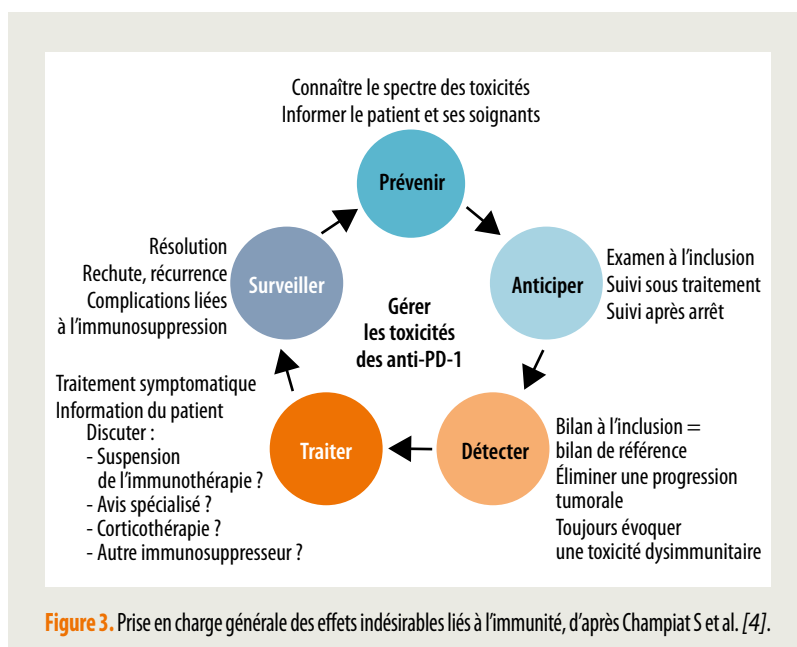 Connaître le spectre des toxicités
Informer le patient et ses soignants
Prévenir
Anticiper
Examen à l'inclusion
Suivi sous traitement
Suivi après arrêt
Détecter
Bilan à l'inclusion =
bilan de référence
Éliminer une progression
tumorale
Toujours évoquer
une toxicité dysimmunitaire
Traiter
Traitement symptomatique
Information du patient
Discuter :
- Suspension
de l'immunothérapie ?
- Avis spécialisé ?
- Corticothérapie ?
- Autre immunosuppresseur ?
Surveiller
Résolution
Rechute, récurrence
Complications liées
à l'immunosuppression
Gérer
les toxicités
des anti-PD-1
Figure 3. Prise en charge générale des effets indésirables liés à l'immunité, d'après Champiat S et al. [4].